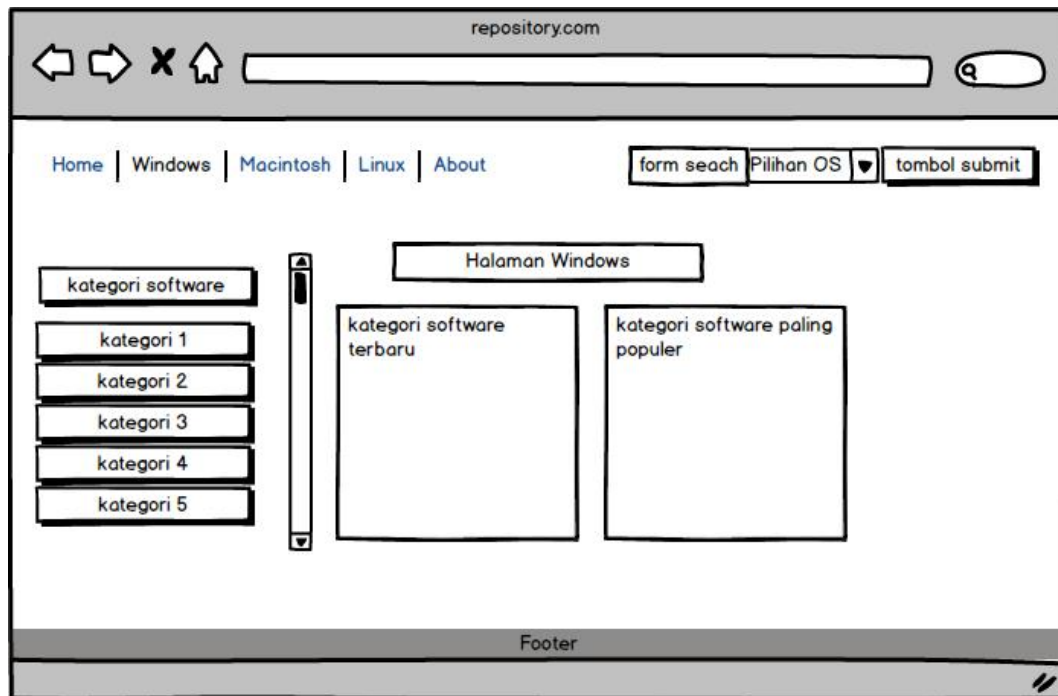 repository.com
Home Windows Macintosh Linux About
form seach Pilihan OS tombol submit
Halaman Windows
kategori software
kategori 1
kategori 2
kategori 3
kategori 4
kategori 5
kategori software
terbaru
kategori software paling
populer
Footer